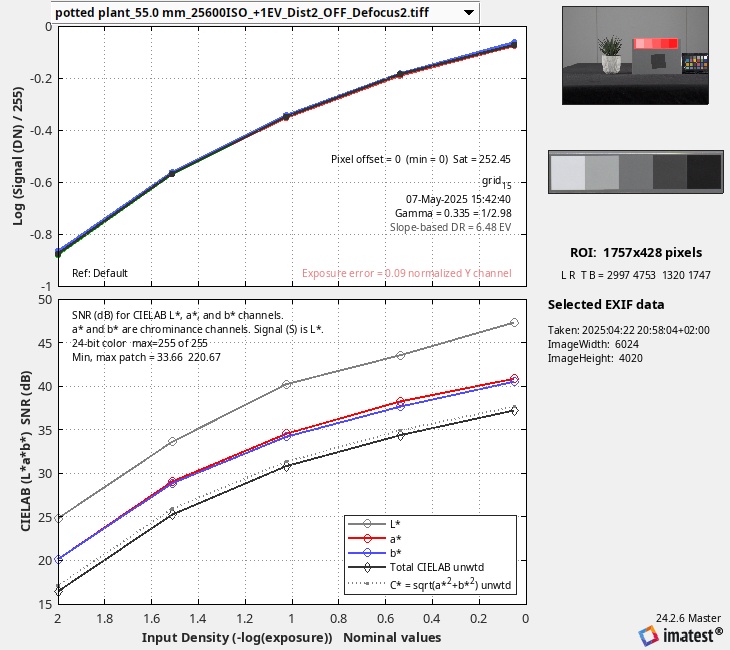 potted plant_55.0 mm_25600ISO_+1EV_Dist2_OFF_Defocus2.tiff
0
-0.2
-0.4
-0.6
-0.8
-1
Log (Signal (DN) / 255)
Pixel offset = 0 (min = 0) Sat = 252.45
grid_15
07-May-2025 15:42:40
Gamma = 0.335 = 1/2.98
Slope-based DR = 6.48 EV
Ref: Default
Exposure error = 0.09 normalized Y channel
50
45
40
35
30
25
20
15
CIELAB (L*a*b*) SNR (dB)
SNR (dB) for CIELAB L*, a*, and b* channels.
a* and b* are chrominance channels. Signal (S) is L*.
24-bit color max=255 of 255
Min, max patch = 33.66 220.67
L*
a*
b*
Total CIELAB unwtd
C* = sqrt(a*²+b*²) unwtd
2 1.8 1.6 1.4 1.2 1 0.8 0.6 0.4 0.2 0
Input Density (-log(exposure)) Nominal values
ROI: 1757x428 pixels
L R T B = 2997 4753 1320 1747
Selected EXIF data
Taken: 2025:04:22 20:58:04+02:00
ImageWidth: 6024
ImageHeight: 4020
24.2.6 Master
imatest®